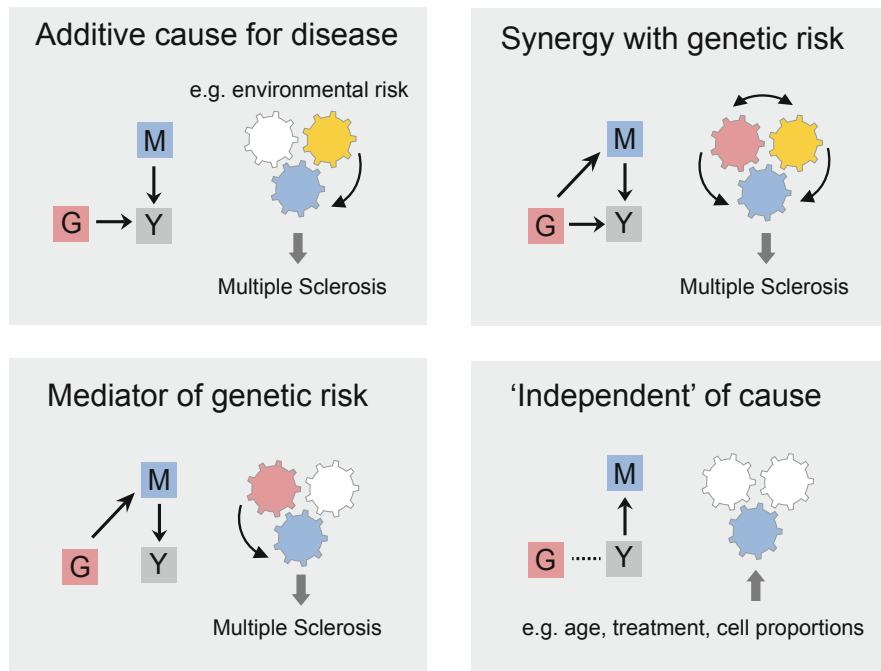 Additive cause for disease
e.g. environmental risk
M
G
Y
Multiple Sclerosis
Synergy with genetic risk
M
G
Y
Multiple Sclerosis
Mediator of genetic risk
M
G
Y
Multiple Sclerosis
‘Independent’ of cause
M
G
Y
e.g. age, treatment, cell proportions